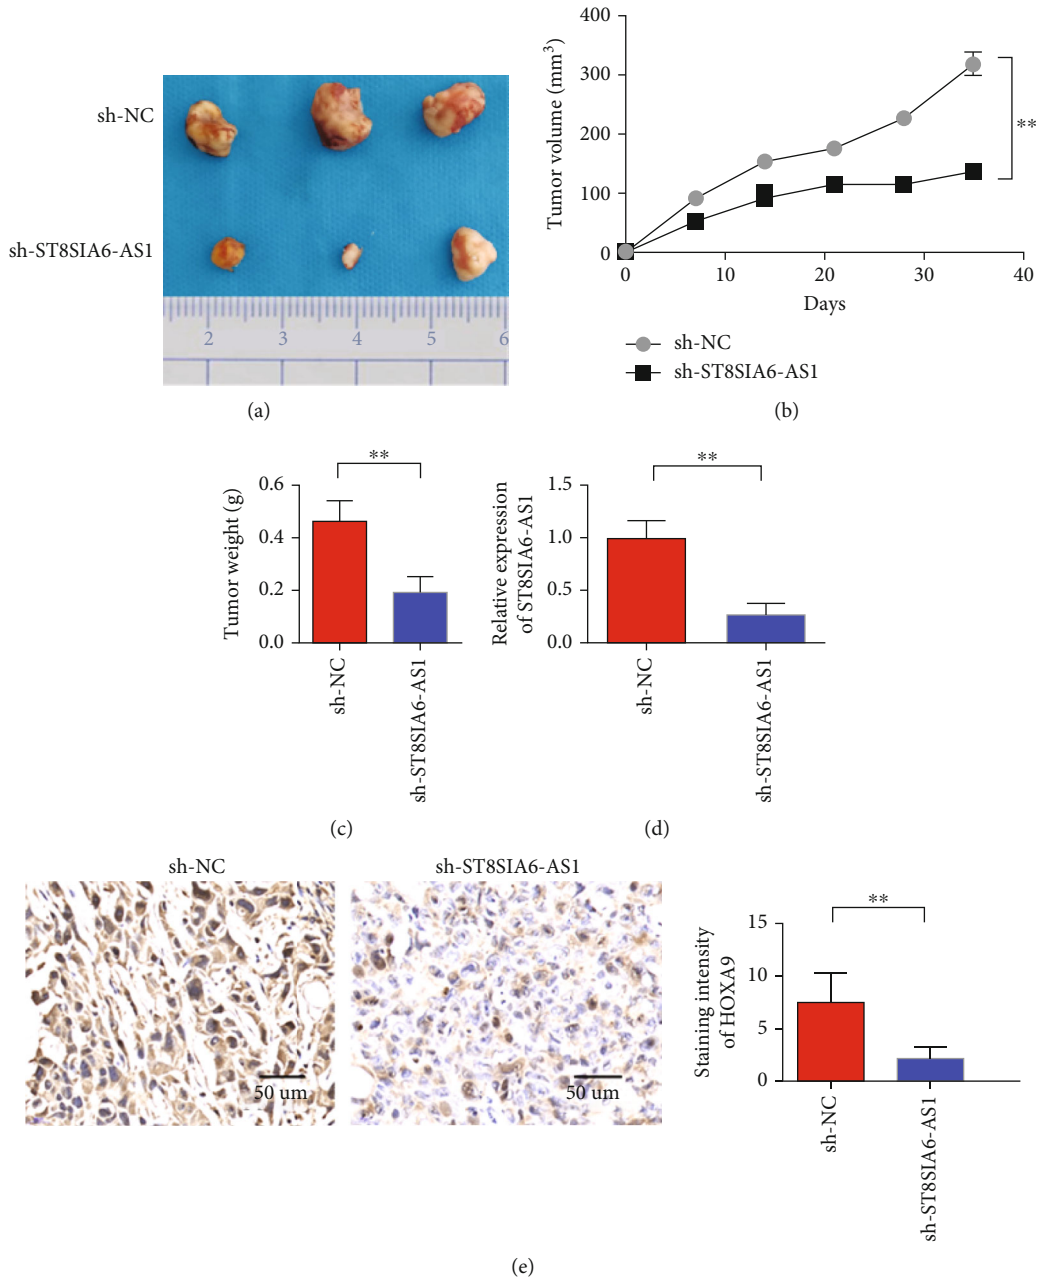 sh-NC
sh-ST8SIA6-AS1
2 3 4 5 6
(a)
Tumor volume (mm³)
400
300
200
100
0
0 10 20 30 40
Days
**
sh-NC
sh-ST8SIA6-AS1
(b)
Tumor weight (g)
0.6
0.4
0.2
0.0
**
sh-NC
sh-ST8SIA6-AS1
(c)
Relative expression
of ST8SIA6-AS1
1.5
1.0
0.5
0.0
**
sh-NC
sh-ST8SIA6-AS1
(d)
sh-NC
50 um
sh-ST8SIA6-AS1
50 um
Staining intensity
of HOXA9
15
10
5
0
**
sh-NC
sh-ST8SIA6-AS1
(e)